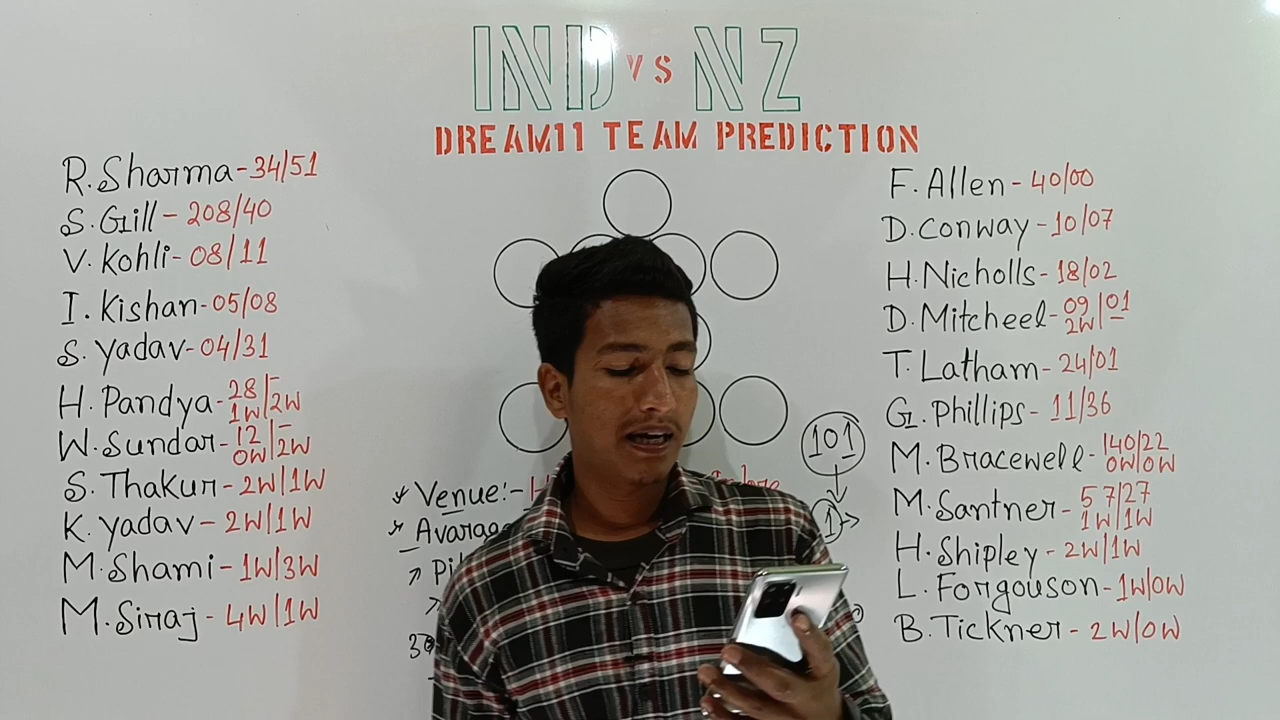 IND vs NZ
DREAM11 TEAM PREDICTION
R. Sharma - 34/51
S. Gill - 208/40
V. Kohli - 08/11
I. Kishan - 05/08
S. Yadav - 04/31
H. Pandya - 28/-
1W/2W
W. Sundar - 12/-
0W/2W
S. Thakur - 2W/1W
K. Yadav - 2W/1W
M. Shami - 1W/3W
M. Siraj - 4W/1W
Venue:-
30
101
1
F. Allen - 40/00
D. Conway - 10/07
H. Nicholls - 18/02
D. Mitcheel - 09/01
2W/-
T. Latham - 24/01
G. Phillips - 11/36
M. Bracewell - 140/22
0W/0W
M. Santner - 57/27
1W/1W
H. Shipley - 2W/1W
L. Forgouson - 1W/0W
B. Tickner - 2W/0W